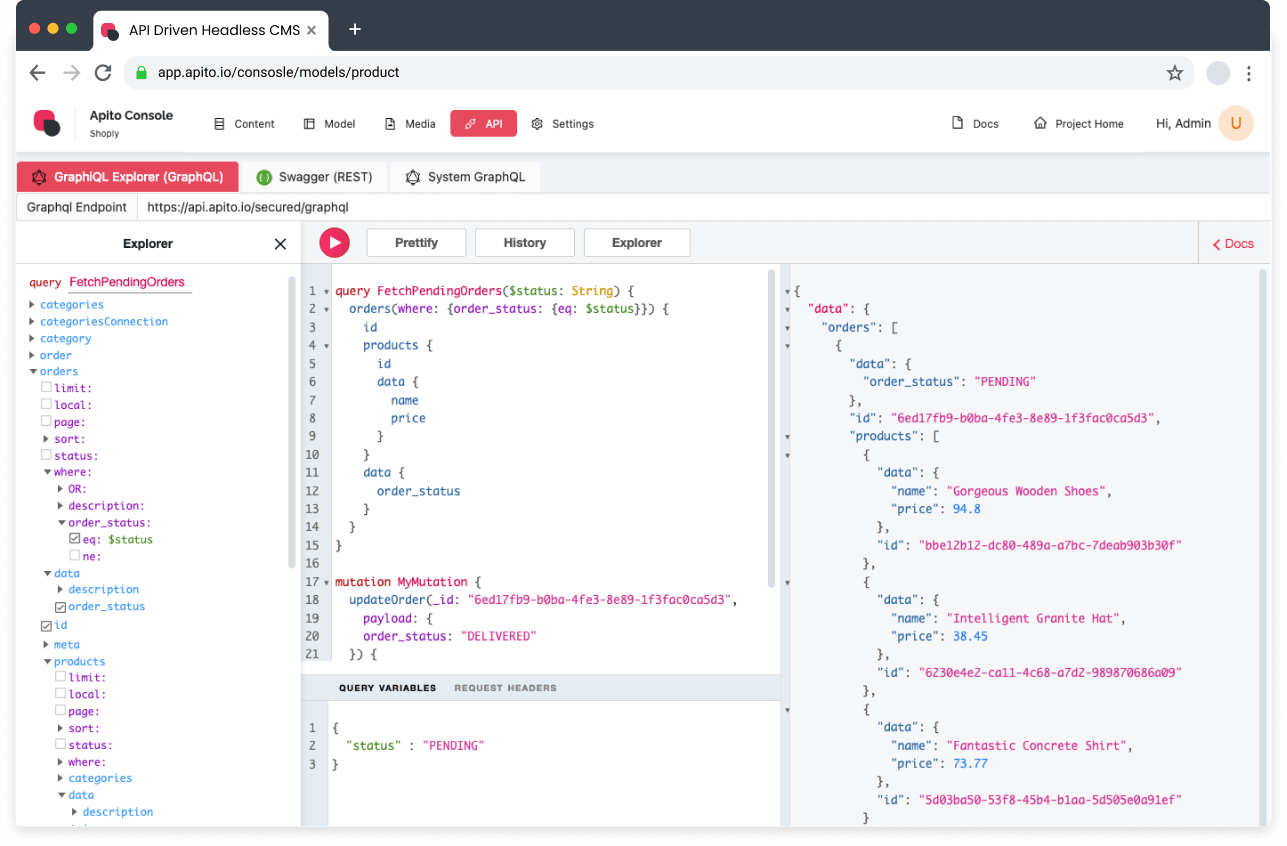 API Driven Headless CMS
app.apito.io/consosle/models/product
Apito Console
Shoply
Content
Model
Media
API
Settings
Docs
Project Home
Hi, Admin
U
GraphiQL Explorer (GraphQL)
Swagger (REST)
System GraphQL
Graphql Endpoint
https://api.apito.io/secured/graphql
Explorer
Prettify
History
Explorer
Docs
query FetchPendingOrders
categories
categoriesConnection
category
order
orders
limit:
local:
page:
sort:
status:
where:
OR:
description:
order_status:
eq: $status
ne:
data
description
order_status
id
meta
products
limit:
local:
page:
sort:
status:
where:
categories
data
description
1 query FetchPendingOrders($status: String) {
2 orders(where: {order_status: {eq: $status}}) {
3 id
4 products {
5 id
6 data {
7 name
8 price
9 }
10 }
11 data {
12 order_status
13 }
14 }
15 }
16
17 mutation MyMutation {
18 updateOrder(_id: "6ed17fb9-b0ba-4fe3-8e89-1f3fac0ca5d3",
19 payload: {
20 order_status: "DELIVERED"
21 }) {
QUERY VARIABLES
REQUEST HEADERS
1 {
2 "status" : "PENDING"
3 }
{
"data": {
"orders": [
{
"data": {
"order_status": "PENDING"
},
"id": "6ed17fb9-b0ba-4fe3-8e89-1f3fac0ca5d3",
"products": [
{
"data": {
"name": "Gorgeous Wooden Shoes",
"price": 94.8
},
"id": "bbe12b12-dc80-489a-a7bc-7deab903b30f"
},
{
"data": {
"name": "Intelligent Granite Hat",
"price": 38.45
},
"id": "6230e4e2-ca11-4c68-a7d2-989870686a09"
},
{
"data": {
"name": "Fantastic Concrete Shirt",
"price": 73.77
},
"id": "5d03ba50-53f8-45b4-b1aa-5d505e0a91ef"
}